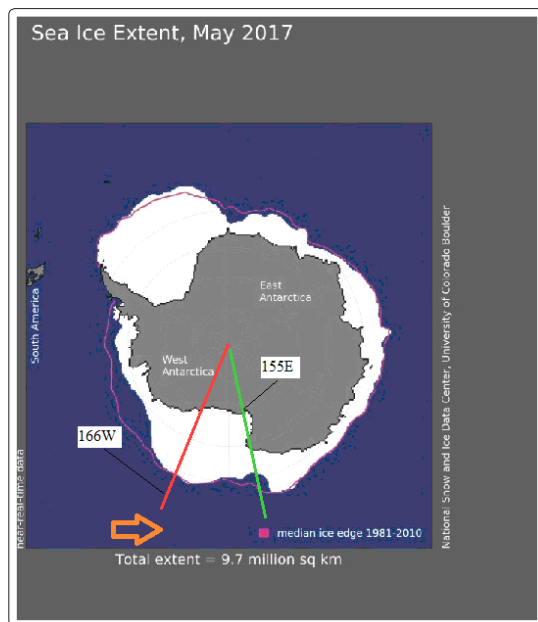 Sea Ice Extent, May 2017
East
Antarctica
South America
West
Antarctica
155E
166W
near-real-time data
National Snow and Ice Data Center, University of Colorado Boulder
median ice edge 1981-2010
Total extent = 9.7 million sq km